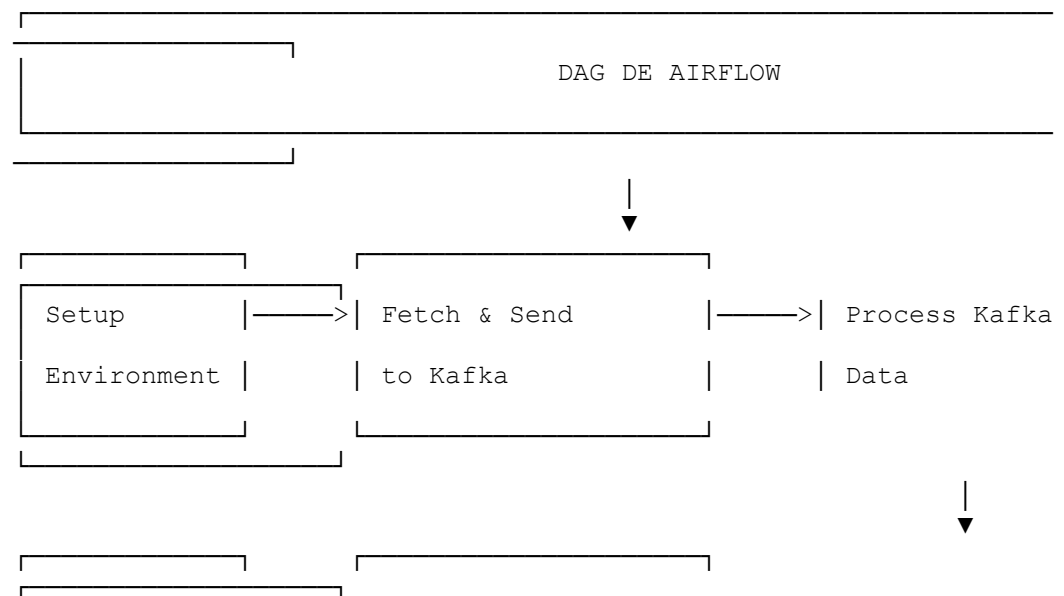 DAG DE AIRFLOW
Setup Fetch & Send Process Kafka
Environment to Kafka Data